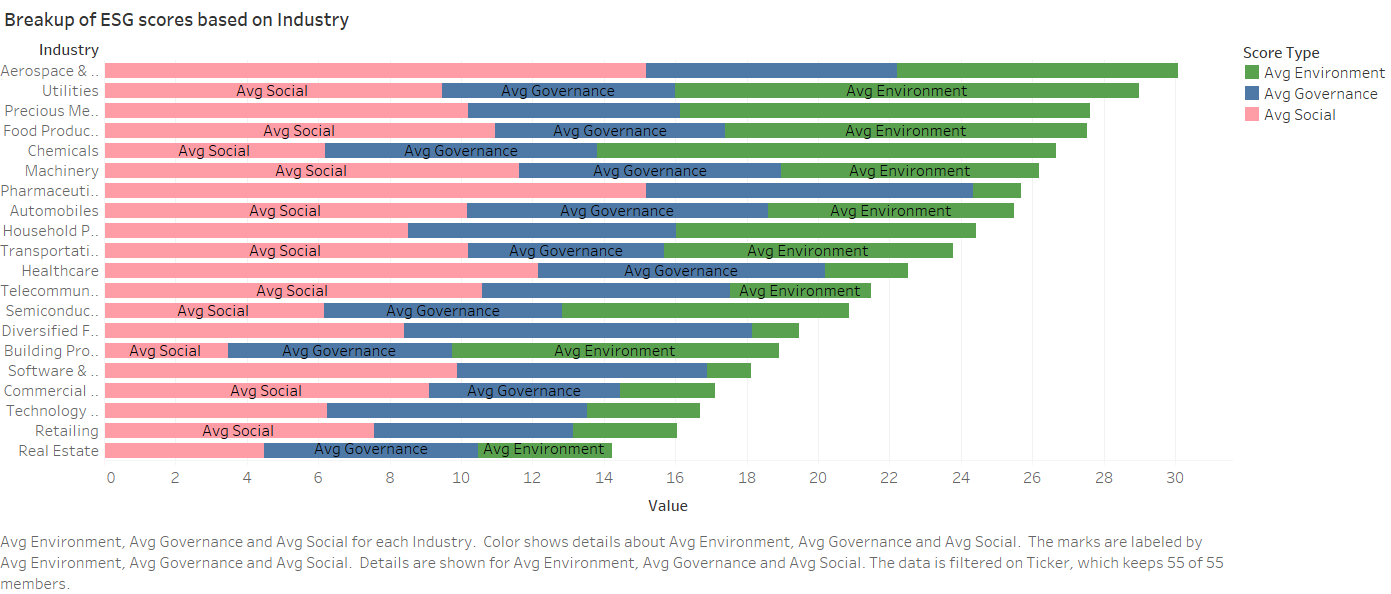 Breakup of ESG scores based on Industry
Industry
Score Type
Avg Environment
Avg Governance
Avg Social
Aerospace & ..
Utilities Avg Social Avg Governance Avg Environment
Precious Me..
Food Produc.. Avg Social Avg Governance Avg Environment
Chemicals Avg Social Avg Governance
Machinery Avg Social Avg Governance Avg Environment
Pharmaceuti..
Automobiles Avg Social Avg Governance Avg Environment
Household P..
Transportati.. Avg Social Avg Governance Avg Environment
Healthcare Avg Governance
Telecommun.. Avg Social Avg Environment
Semiconduc.. Avg Social Avg Governance
Diversified F..
Building Pro.. Avg Social Avg Governance Avg Environment
Software & ..
Commercial .. Avg Social Avg Governance
Technology ..
Retailing Avg Social
Real Estate Avg Governance Avg Environment
0 2 4 6 8 10 12 14 16 18 20 22 24 26 28 30
Value
Avg Environment, Avg Governance and Avg Social for each Industry.  Color shows details about Avg Environment, Avg Governance and Avg Social.  The marks are labeled by
Avg Environment, Avg Governance and Avg Social.  Details are shown for Avg Environment, Avg Governance and Avg Social. The data is filtered on Ticker, which keeps 55 of 55
members.